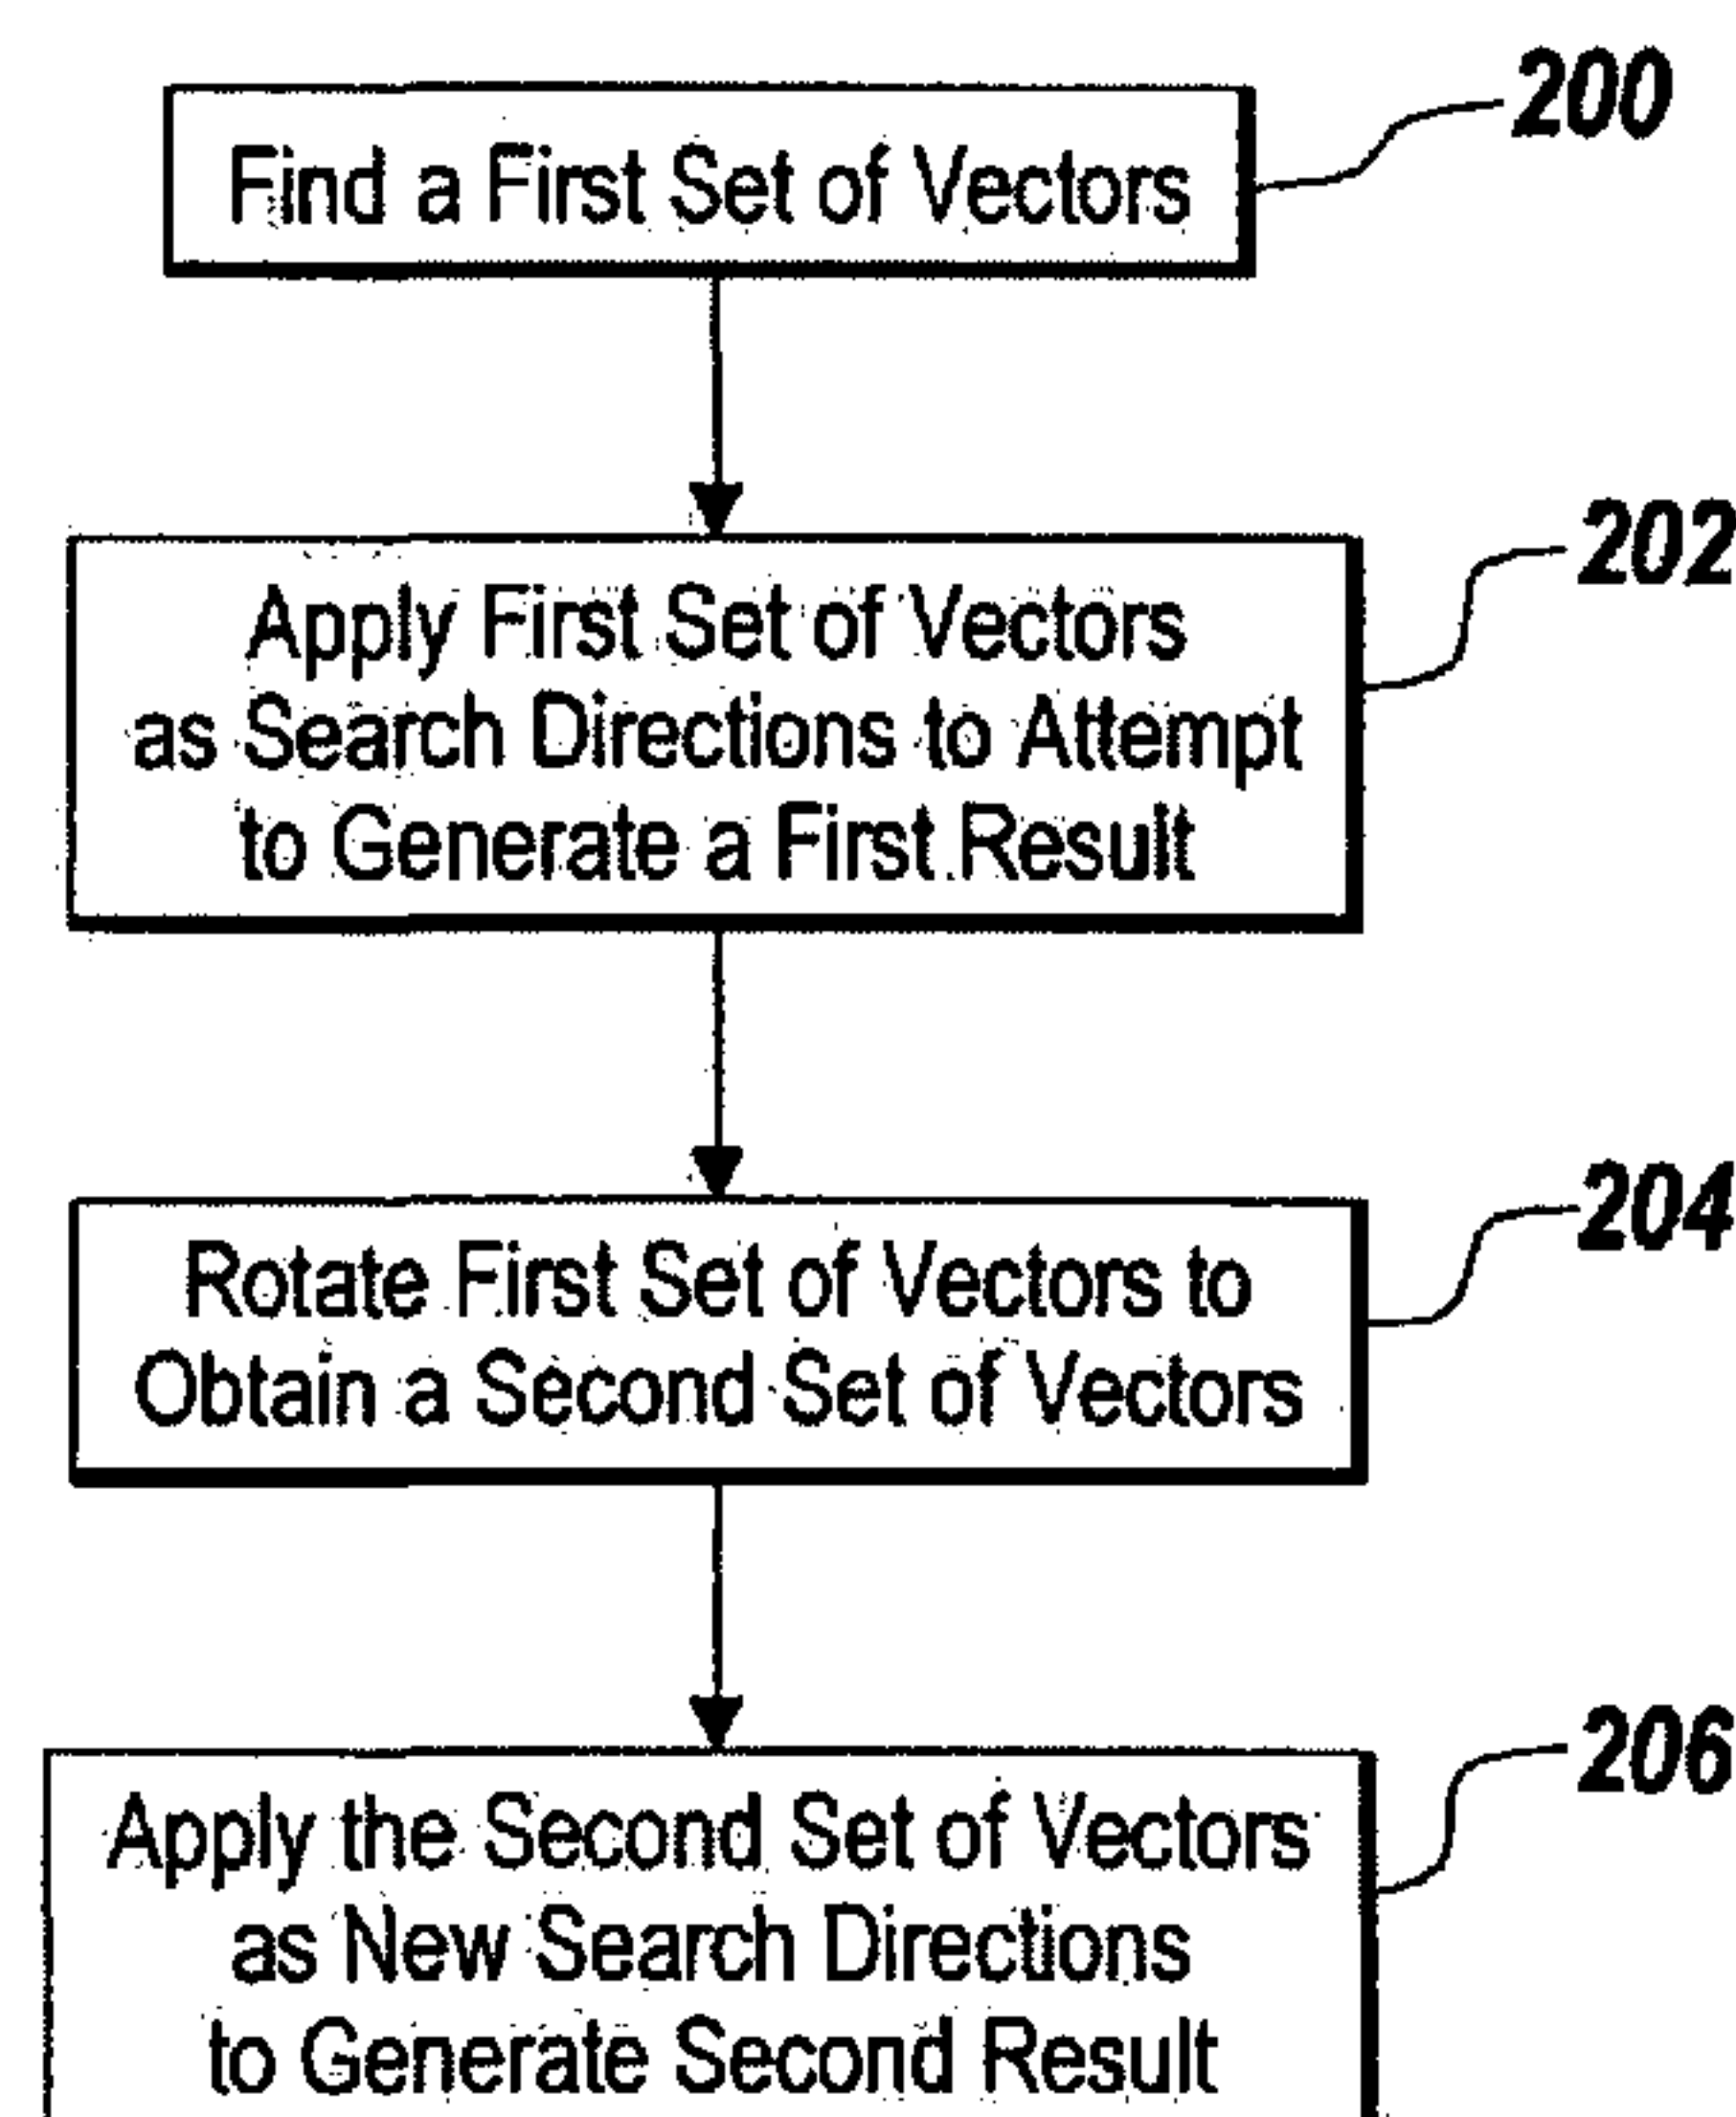 200
Find a First Set of Vectors
202
Apply First Set of Vectors
as Search Directions to Attempt
to Generate a First Result
204
Rotate First Set of Vectors to
Obtain a Second Set of Vectors
206
Apply the Second Set of Vectors
as New Search Directions
to Generate Second Result